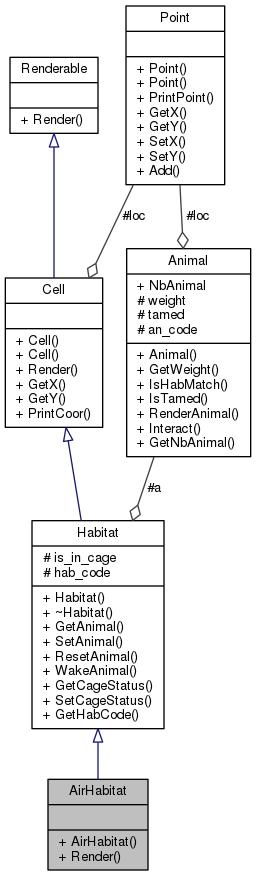 Point
+ Point()
+ Point()
+ PrintPoint()
+ GetX()
+ GetY()
+ SetX()
+ SetY()
+ Add()
Renderable
+ Render()
#loc
#loc
Cell
+ Cell()
+ Cell()
+ Render()
+ GetX()
+ GetY()
+ PrintCoor()
Animal
+ NbAnimal
# weight
# tamed
# an_code
+ Animal()
+ GetWeight()
+ IsHabMatch()
+ IsTamed()
+ RenderAnimal()
+ Interact()
+ GetNbAnimal()
#a
Habitat
# is_in_cage
# hab_code
+ Habitat()
+ ~Habitat()
+ GetAnimal()
+ SetAnimal()
+ ResetAnimal()
+ WakeAnimal()
+ GetCageStatus()
+ SetCageStatus()
+ GetHabCode()
AirHabitat
+ AirHabitat()
+ Render()